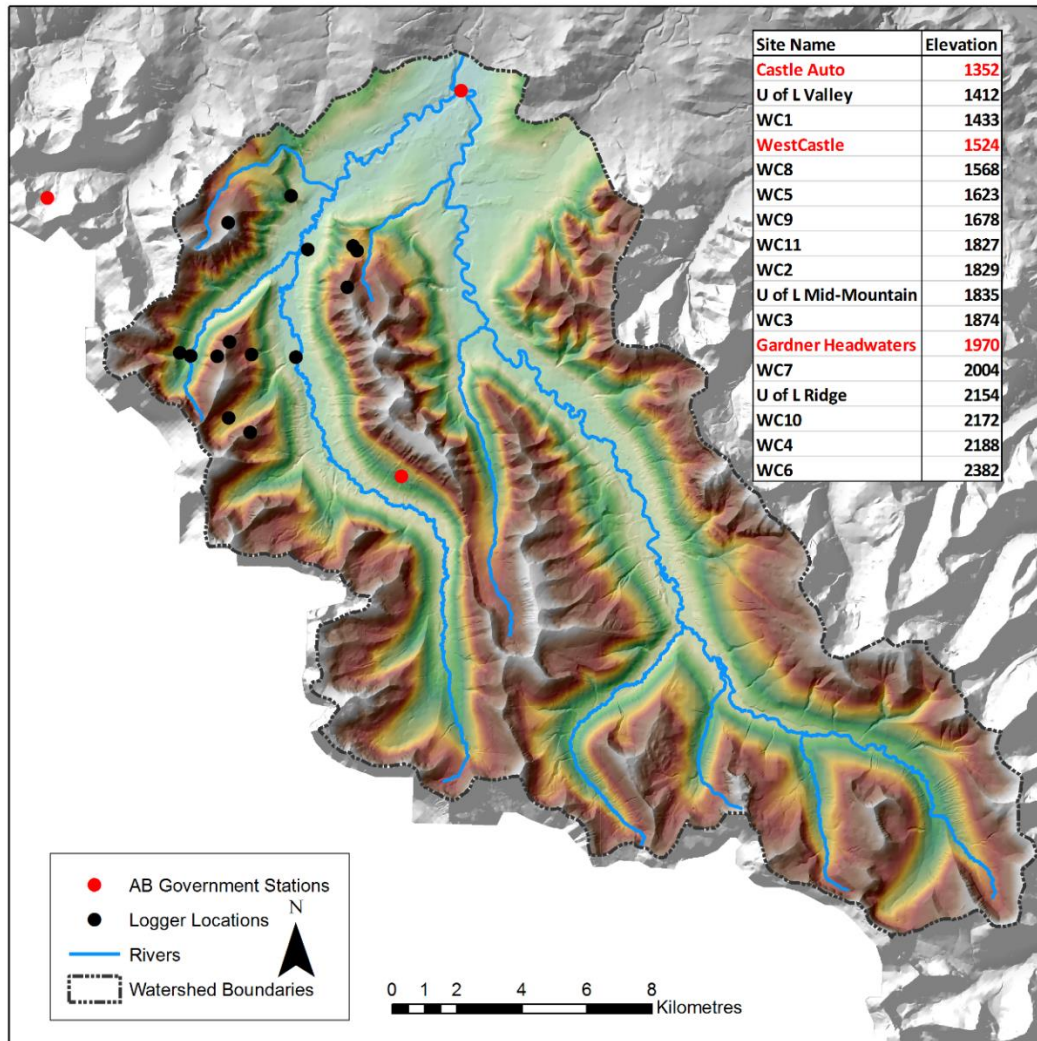 Site Name Elevation
Castle Auto 1352
U of L Valley 1412
WC1 1433
WestCastle 1524
WC8 1568
WC5 1623
WC9 1678
WC11 1827
WC2 1829
U of L Mid-Mountain 1835
WC3 1874
Gardner Headwaters 1970
WC7 2004
U of L Ridge 2154
WC10 2172
WC4 2188
WC6 2382
AB Government Stations
Logger Locations
N
Rivers
Watershed Boundaries
0 1 2 4 6 8
Kilometres